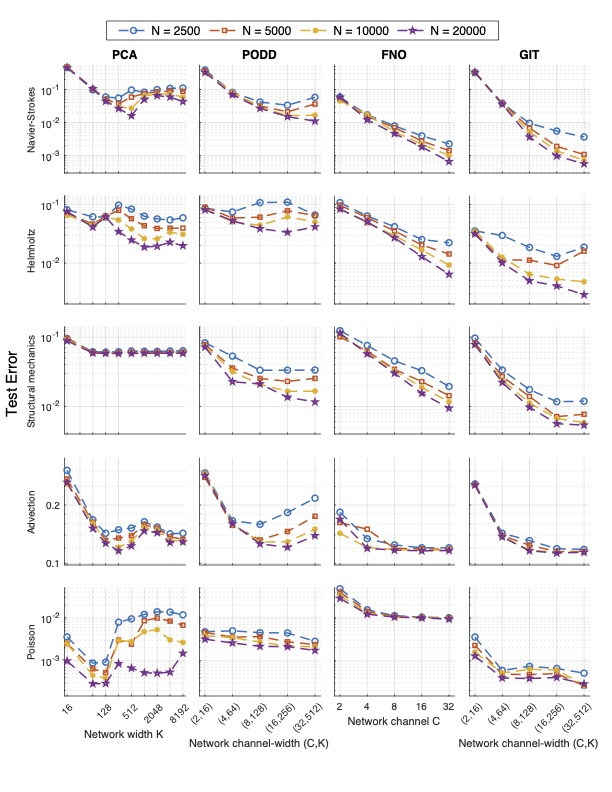 N = 2500 N = 5000 N = 10000 N = 20000
PCA PODD FNO GIT
Navier-Strokes
10⁻¹
10⁻²
10⁻³
Helmholtz
10⁻¹
10⁻²
Test Error
Structural mechanics
10⁻¹
10⁻²
Advection
0.2
0.1
Poisson
10⁻²
10⁻³
16 128 512 2048 8192
Network width K
(2,16) (4,64) (8,128) (16,256) (32,512)
Network channel-width (C,K)
2 4 8 16 32
Network channel C
(2,16) (4,64) (8,128) (16,256) (32,512)
Network channel-width (C,K)